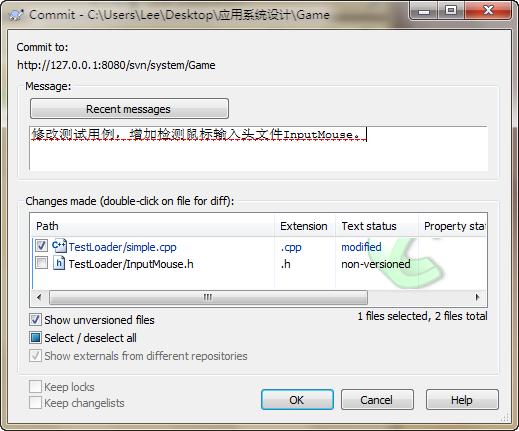 Commit - C:\Users\Lee\Desktop\应用系统设计\Game
Commit to:
http://127.0.0.1:8080/svn/system/Game
Message:
Recent messages
修改测试用例，增加检测鼠标输入头文件InputMouse。
Changes made (double-click on file for diff):
Path Extension Text status Property stat
TestLoader/simple.cpp .cpp modified
TestLoader/InputMouse.h .h non-versioned
Show unversioned files
1 files selected, 2 files total
Select / deselect all
Show externals from different repositories
Keep locks
Keep changelists
OK Cancel Help